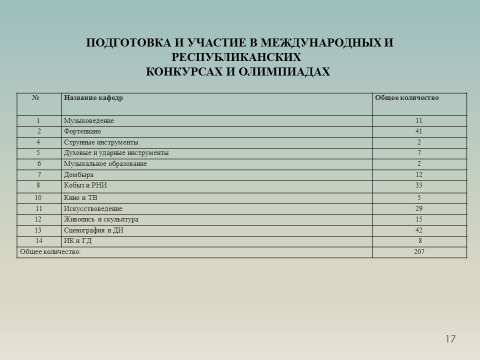 ПОДГОТОВКА И УЧАСТИЕ В МЕЖДУНАРОДНЫХ И
РЕСПУБЛИКАНСКИХ
КОНКУРСАХ И ОЛИМПИАДАХ
№ Название кафедр Общее количество
1 Музыковедение 11
2 Фортепиано 41
4 Струнные инструменты 2
5 Духовые и ударные инструменты 7
6 Музыкальное образование 2
7 Домбыра 12
8 Кобыз и РНИ 33
10 Кино и ТВ 5
11 Искусствоведение 29
12 Живопись и скульптура 15
13 Сценография и ДИ 42
14 ИК и ГД 8
Общее количество: 207
17